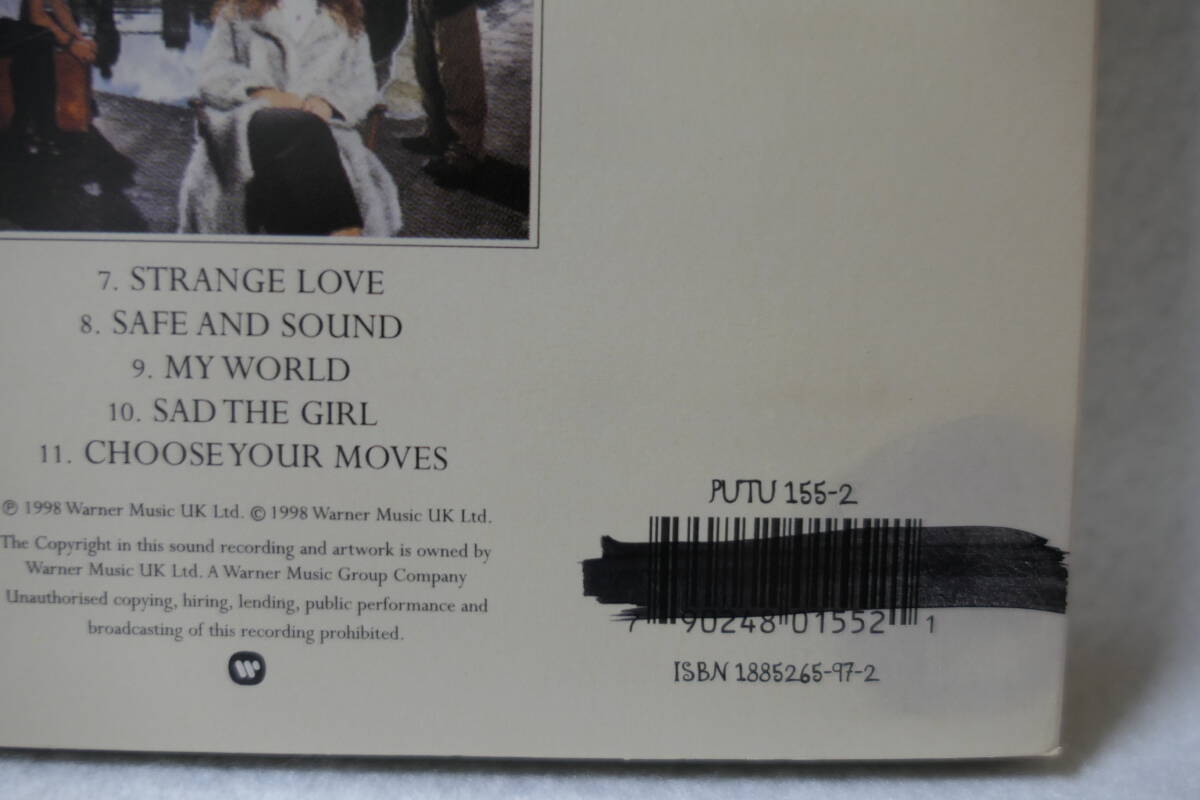 7. STRANGE LOVE
8. SAFE AND SOUND
9. MY WORLD
10. SAD THE GIRL
11. CHOOSE YOUR MOVES
℗ 1998 Warner Music UK Ltd. © 1998 Warner Music UK Ltd.
The Copyright in this sound recording and artwork is owned by
Warner Music UK Ltd. A Warner Music Group Company
Unauthorised copying, hiring, lending, public performance and
broadcasting of this recording prohibited.
PUTU 155-2
7 90248 01552 1
ISBN 1885265-97-2